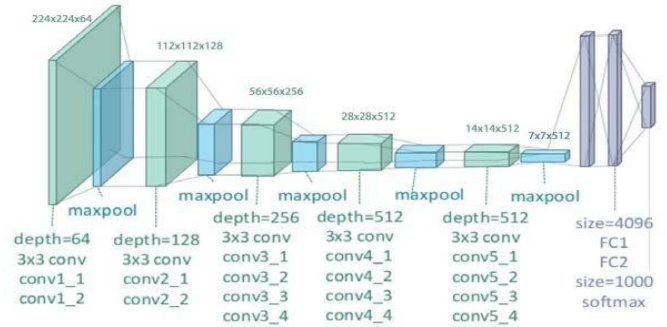 224x224x64
112x112x128
56x56x256
28x28x512
14x14x512
7x7x512
maxpool
maxpool
maxpool
maxpool
maxpool
depth=64
3x3 conv
conv1_1
conv1_2
depth=128
3x3 conv
conv2_1
conv2_2
depth=256
3x3 conv
conv3_1
conv3_2
conv3_3
conv3_4
depth=512
3x3 conv
conv4_1
conv4_2
conv4_3
conv4_4
depth=512
3x3 conv
conv5_1
conv5_2
conv5_3
conv5_4
size=4096
FC1
FC2
size=1000
softmax